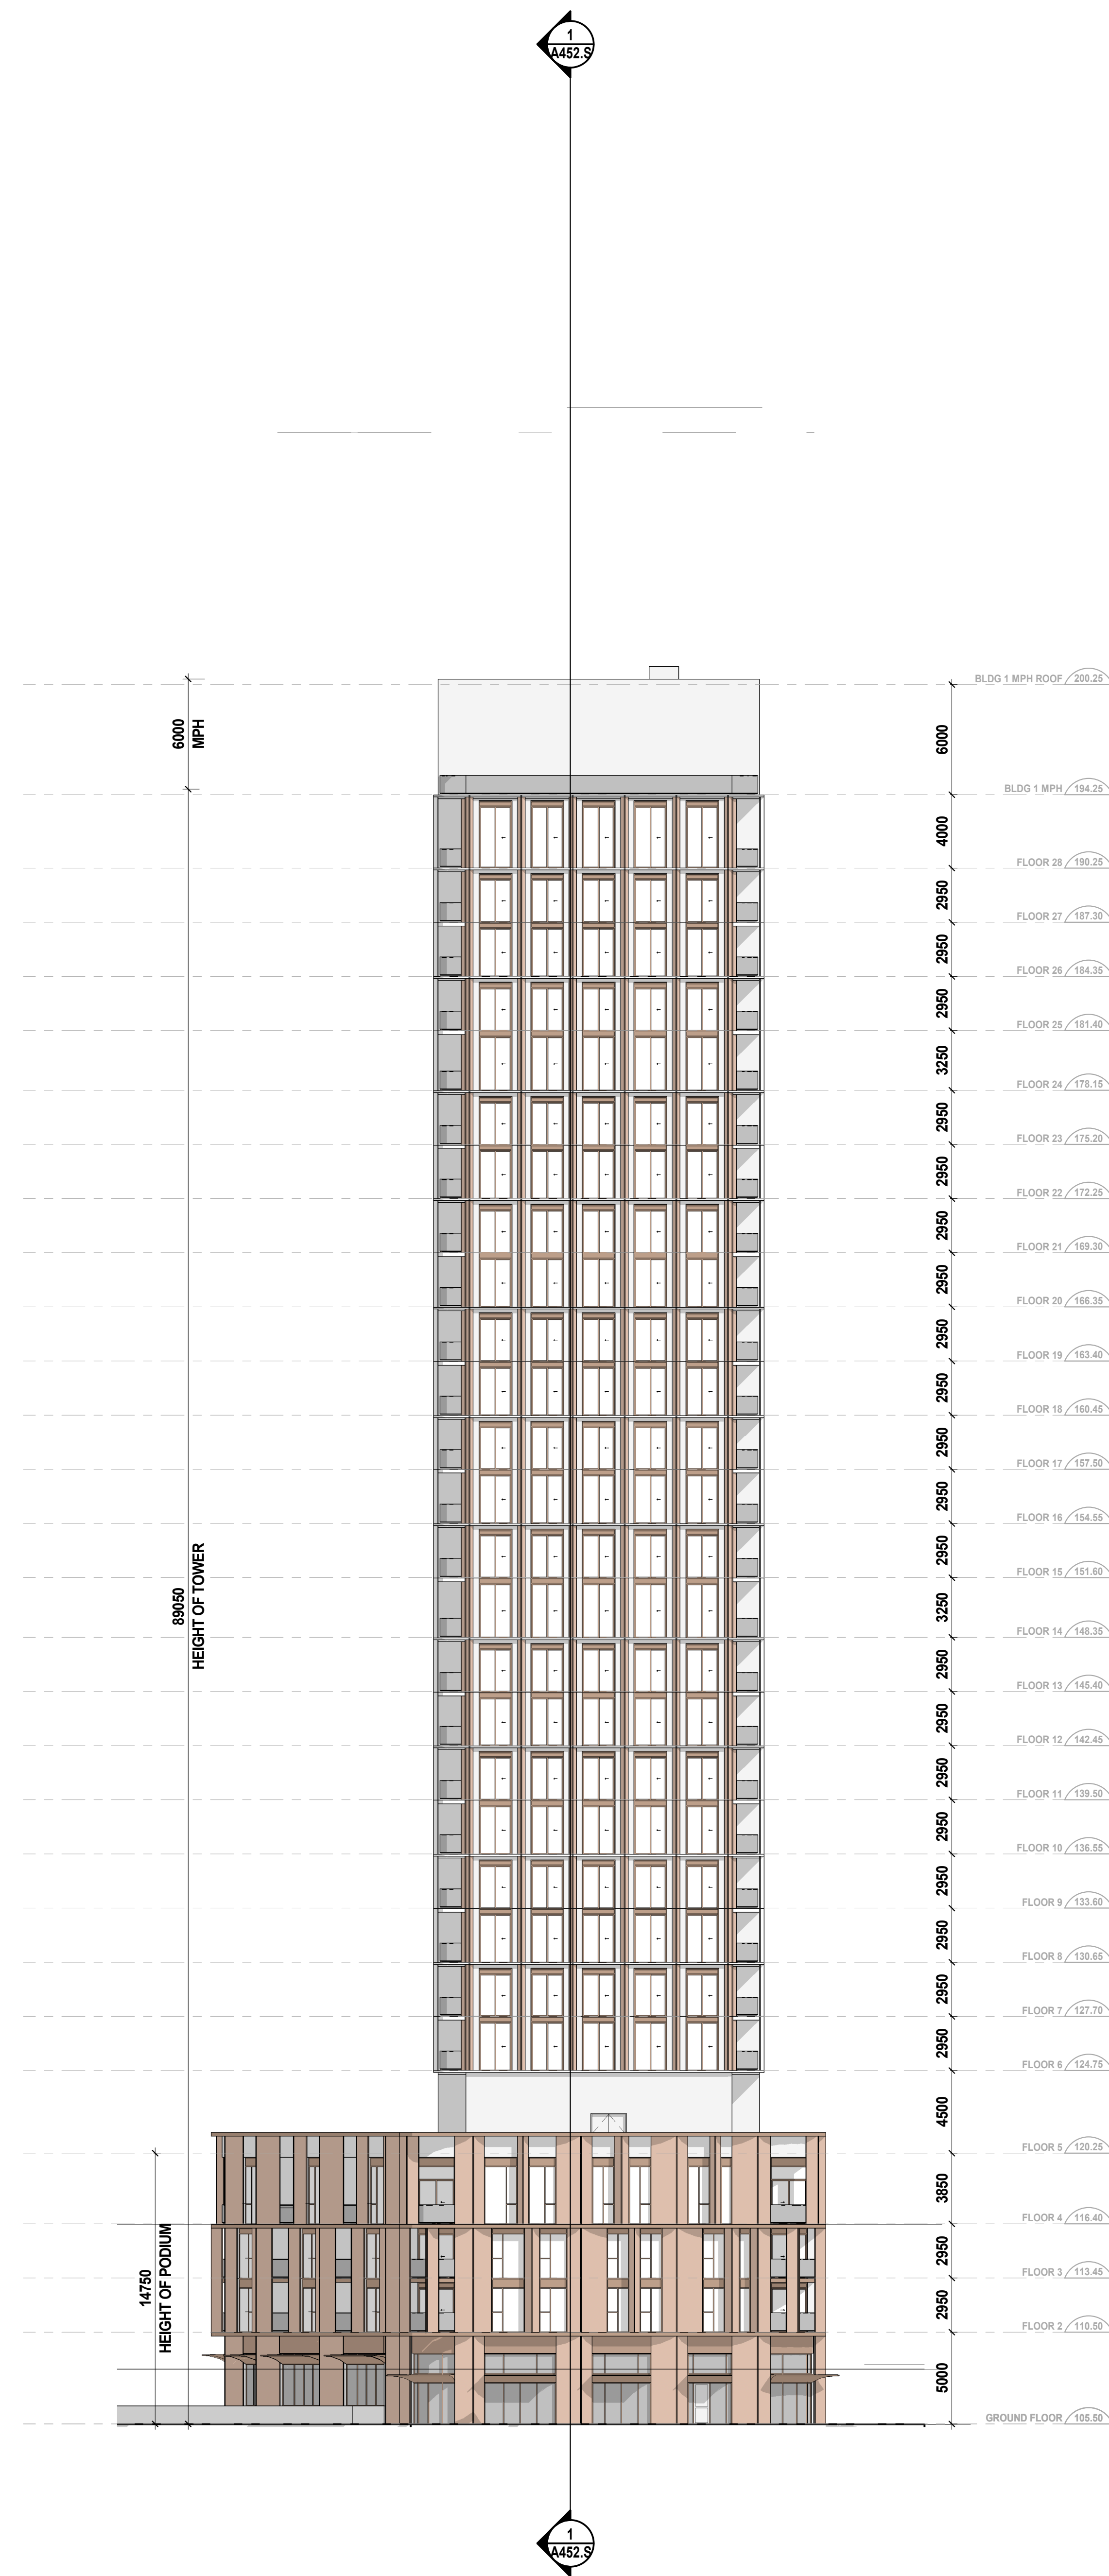 1
A452.S
BLDG 1 MPH ROOF 200.25
6000
MPH
6000
BLDG 1 MPH 194.25
4000
FLOOR 28 190.25
2950
FLOOR 27 187.30
2950
FLOOR 26 184.35
2950
FLOOR 25 181.40
3250
FLOOR 24 178.15
2950
FLOOR 23 175.20
2950
FLOOR 22 172.25
2950
FLOOR 21 169.30
2950
FLOOR 20 166.35
2950
FLOOR 19 163.40
2950
FLOOR 18 160.45
2950
FLOOR 17 157.50
2950
FLOOR 16 154.55
2950
FLOOR 15 151.60
89050
HEIGHT OF TOWER
3250
FLOOR 14 148.35
2950
FLOOR 13 145.40
2950
FLOOR 12 142.45
2950
FLOOR 11 139.50
2950
FLOOR 10 136.55
2950
FLOOR 9 133.60
2950
FLOOR 8 130.65
2950
FLOOR 7 127.70
2950
FLOOR 6 124.75
4500
FLOOR 5 120.25
3850
FLOOR 4 116.40
2950
FLOOR 3 113.45
14750
HEIGHT OF PODIUM
2950
FLOOR 2 110.50
5000
GROUND FLOOR 105.50
1
A452.S